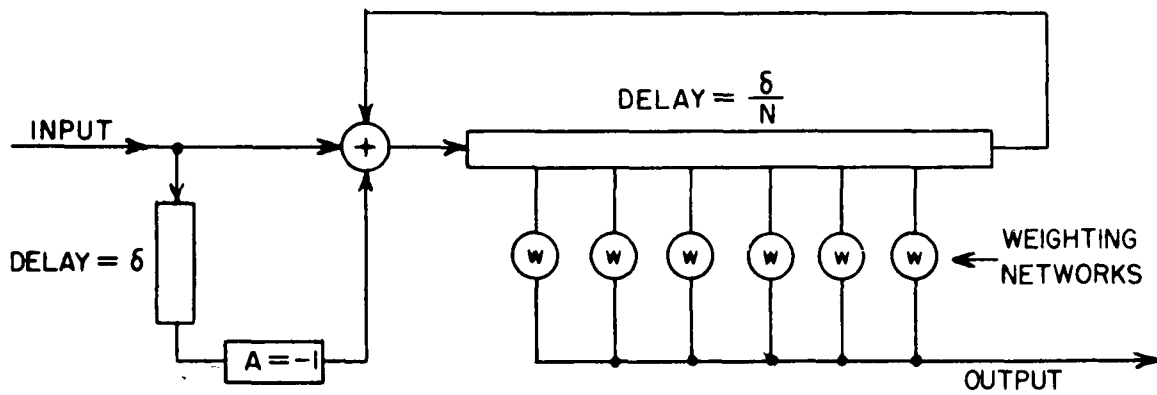 DELAY = δ/N
INPUT
+
DELAY = δ
W W W W W W
WEIGHTING
NETWORKS
A = -1
OUTPUT